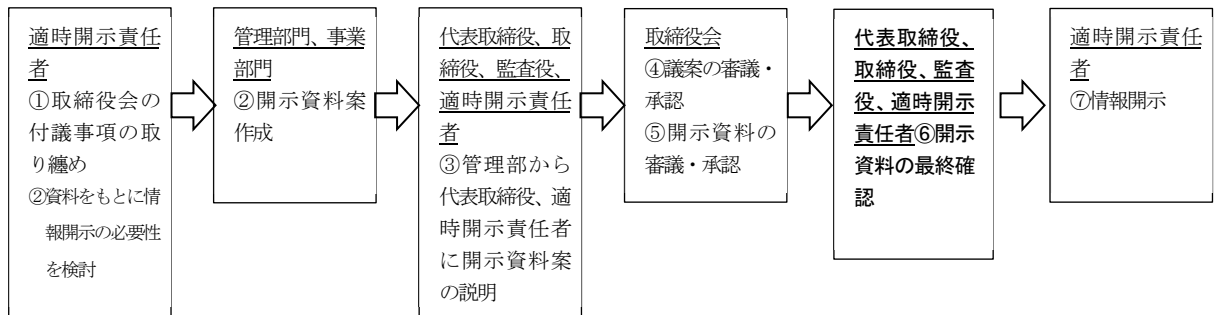 適時開示責任
者
①取締役会の
付議事項の取
り纏め
②資料をもとに情
報開示の必要性
を検討
管理部門、事業
部門
②開示資料案
作成
代表取締役、取
締役、監査役、
適時開示責任
者
③管理部から
代表取締役、適
時開示責任者
に開示資料案
の説明
取締役会
④議案の審議・
承認
⑤開示資料の
審議・承認
代表取締役、
取締役、監査
役、適時開示
責任者⑥開示
資料の最終確
認
適時開示責任
者
⑦情報開示